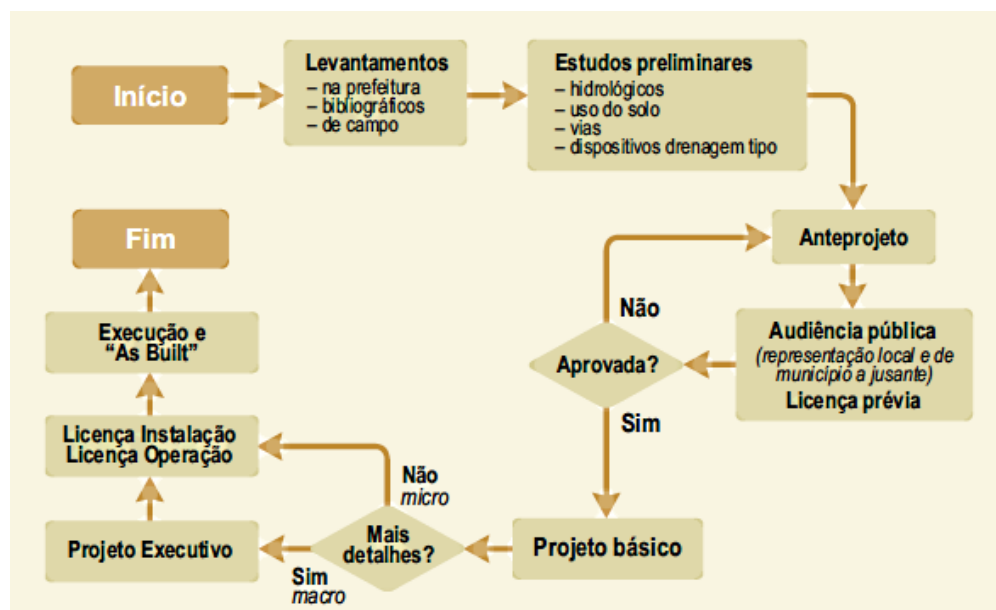 Início
Levantamentos
– na prefeitura
– bibliográficos
– de campo
Estudos preliminares
– hidrológicos
– uso do solo
– vias
– dispositivos drenagem tipo
Anteprojeto
Audiência pública
(representação local e de
município a jusante)
Licença prévia
Aprovada?
Não
Sim
Projeto básico
Mais
detalhes?
Não
micro
Sim
macro
Projeto Executivo
Licença Instalação
Licença Operação
Execução e
“As Built”
Fim